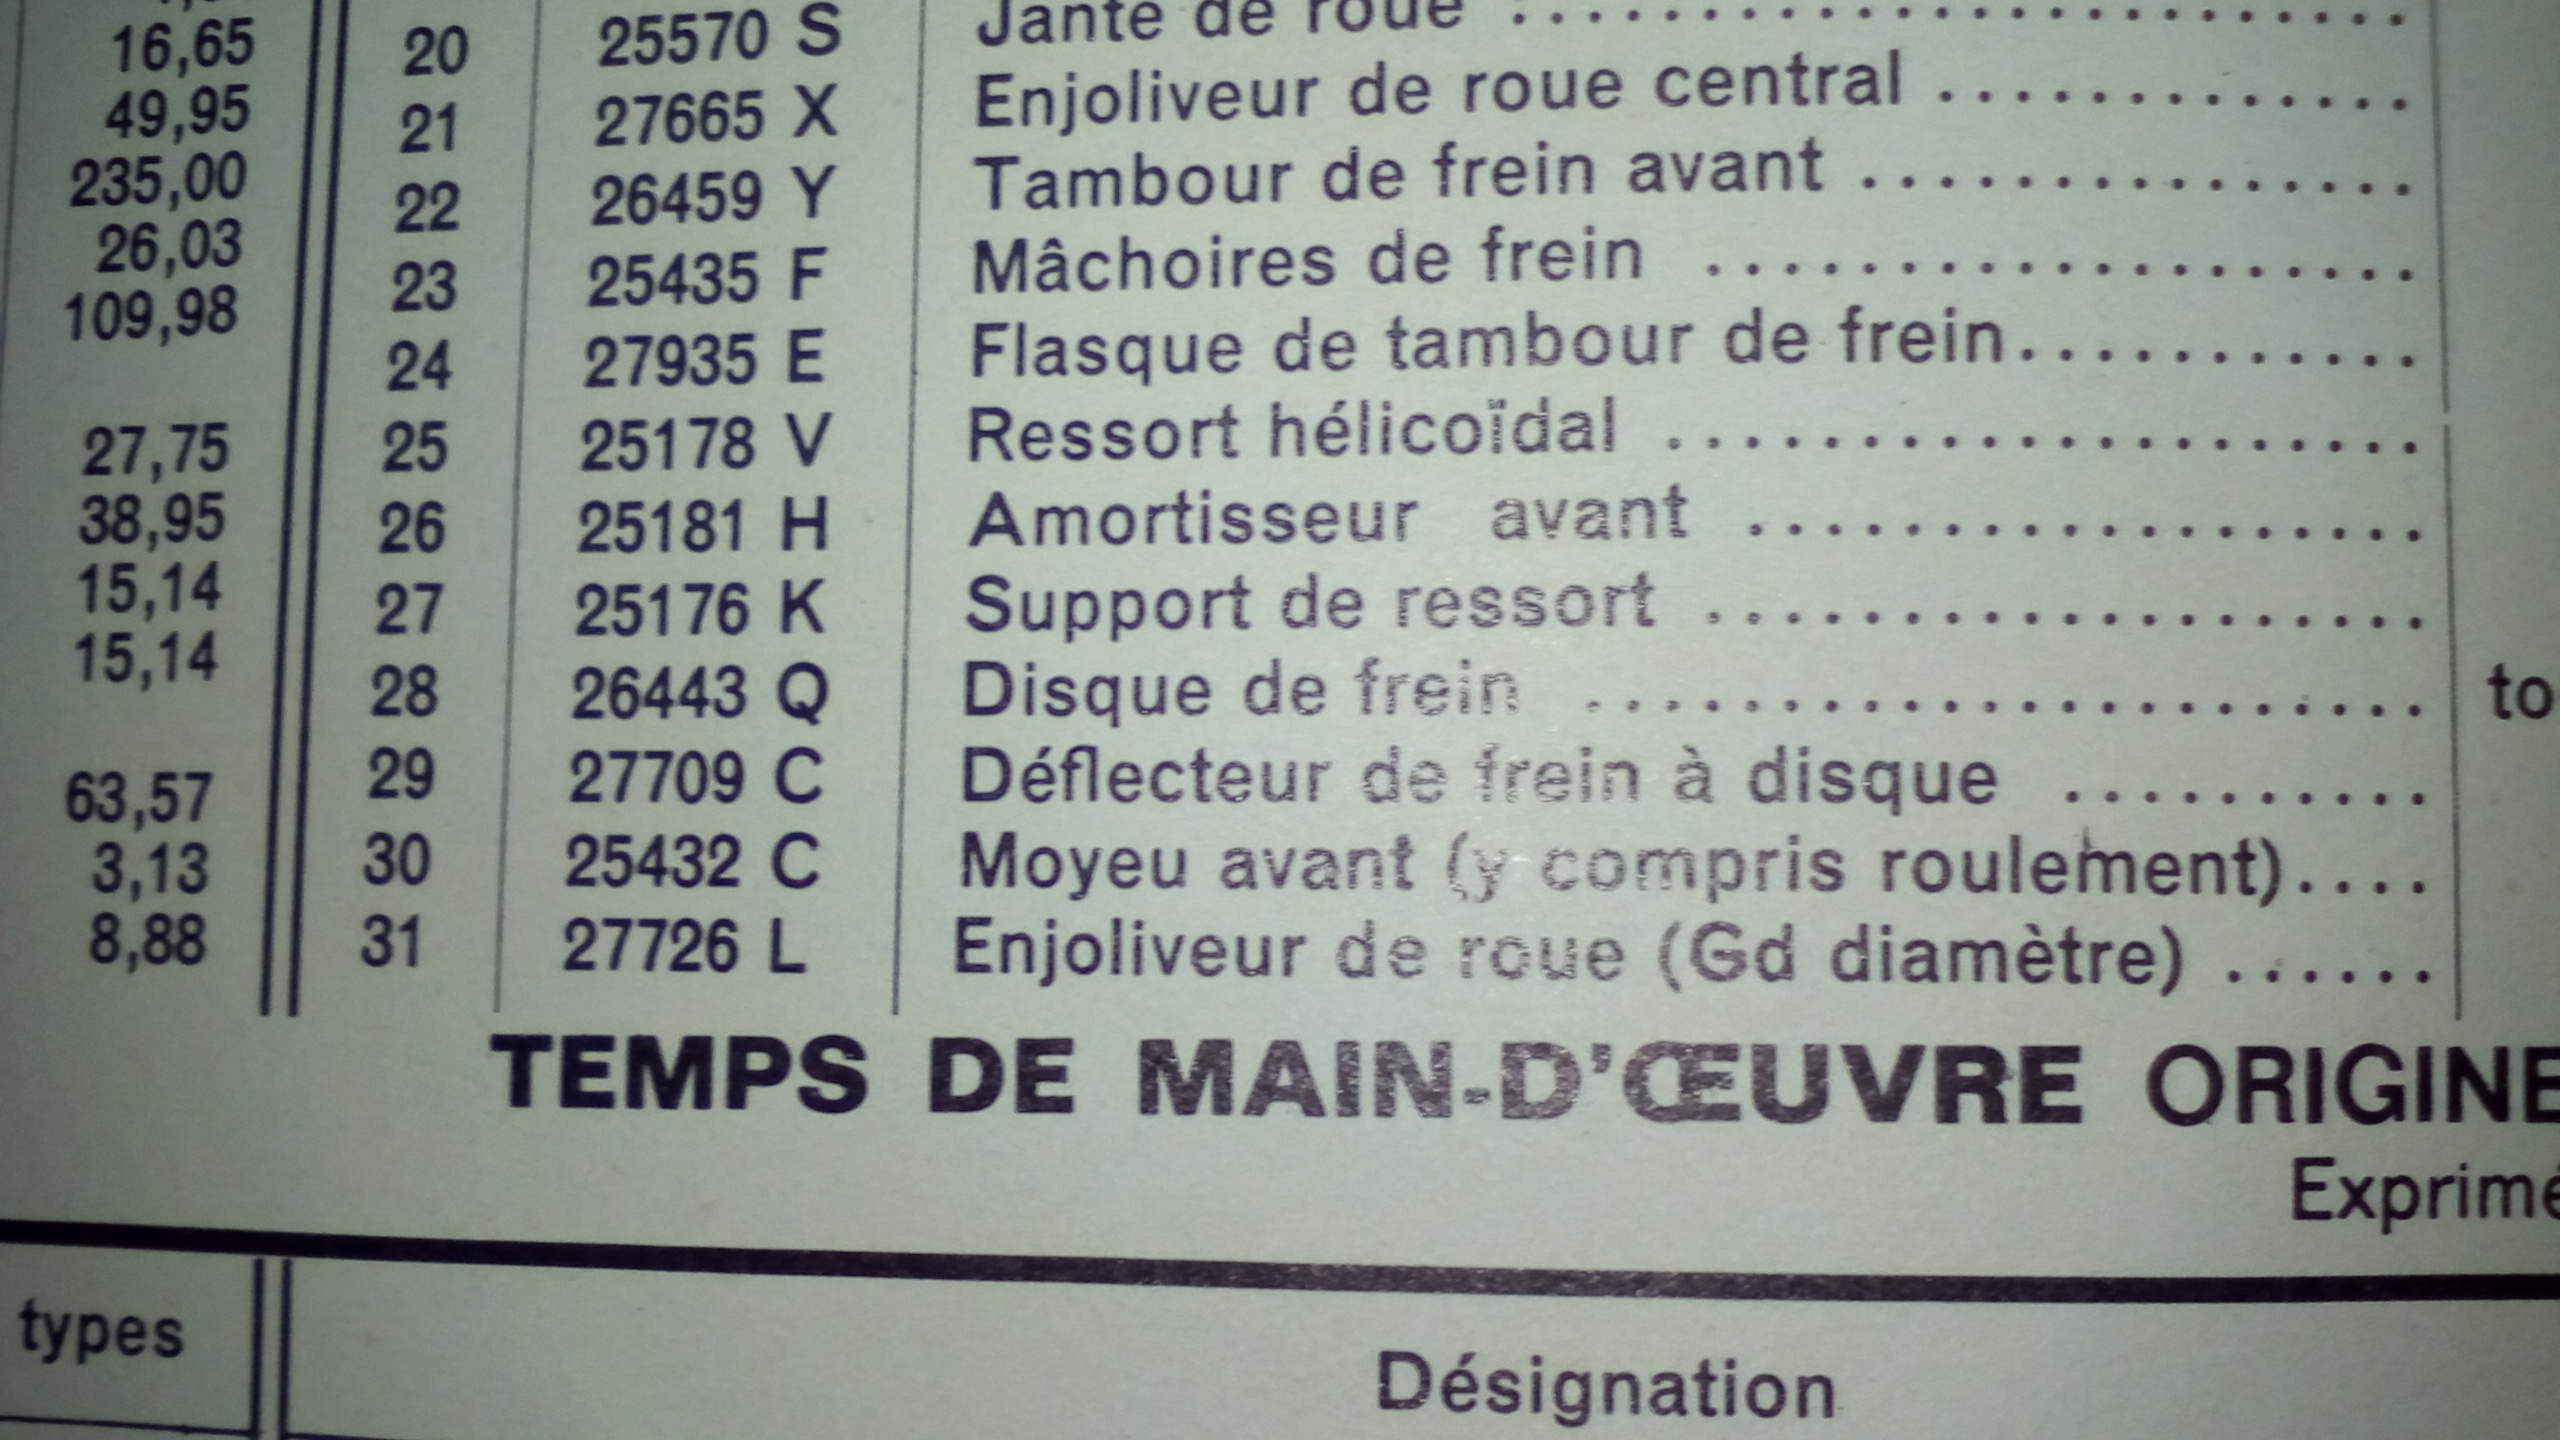 16,65
49,95
235,00
26,03
109,98
27,75
38,95
15,14
15,14
63,57
3,13
8,88
20 25570 S Jante de roue ..............................
21 27665 X Enjoliveur de roue central .............
22 26459 Y Tambour de frein avant ...............
23 25435 F Mâchoires de frein ...................
24 27935 E Flasque de tambour de frein...........
25 25178 V Ressort hélicoïdal ....................
26 25181 H Amortisseur avant ..................
27 25176 K Support de ressort ...................
28 26443 Q Disque de frein ...................... to
29 27709 C Déflecteur de frein à disque ..........
30 25432 C Moyeu avant (y compris roulement)....
31 27726 L Enjoliveur de roue (Gd diamètre) ......
TEMPS DE MAIN-D'ŒUVRE ORIGINE
Exprimé
types
Désignation